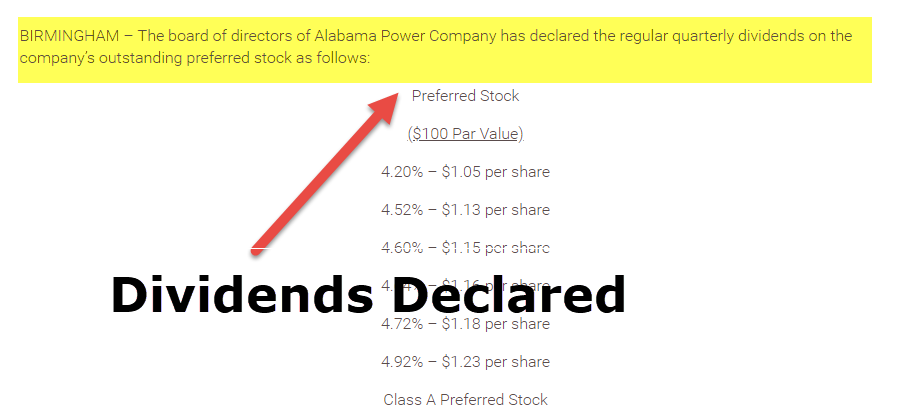 BIRMINGHAM – The board of directors of Alabama Power Company has declared the regular quarterly dividends on the
company's outstanding preferred stock as follows:
Preferred Stock
($100 Par Value)
4.20% – $1.05 per share
4.52% – $1.13 per share
4.60% – $1.15 per share
– $1.16 per share
Dividends Declared
4.72% – $1.18 per share
4.92% – $1.23 per share
Class A Preferred Stock